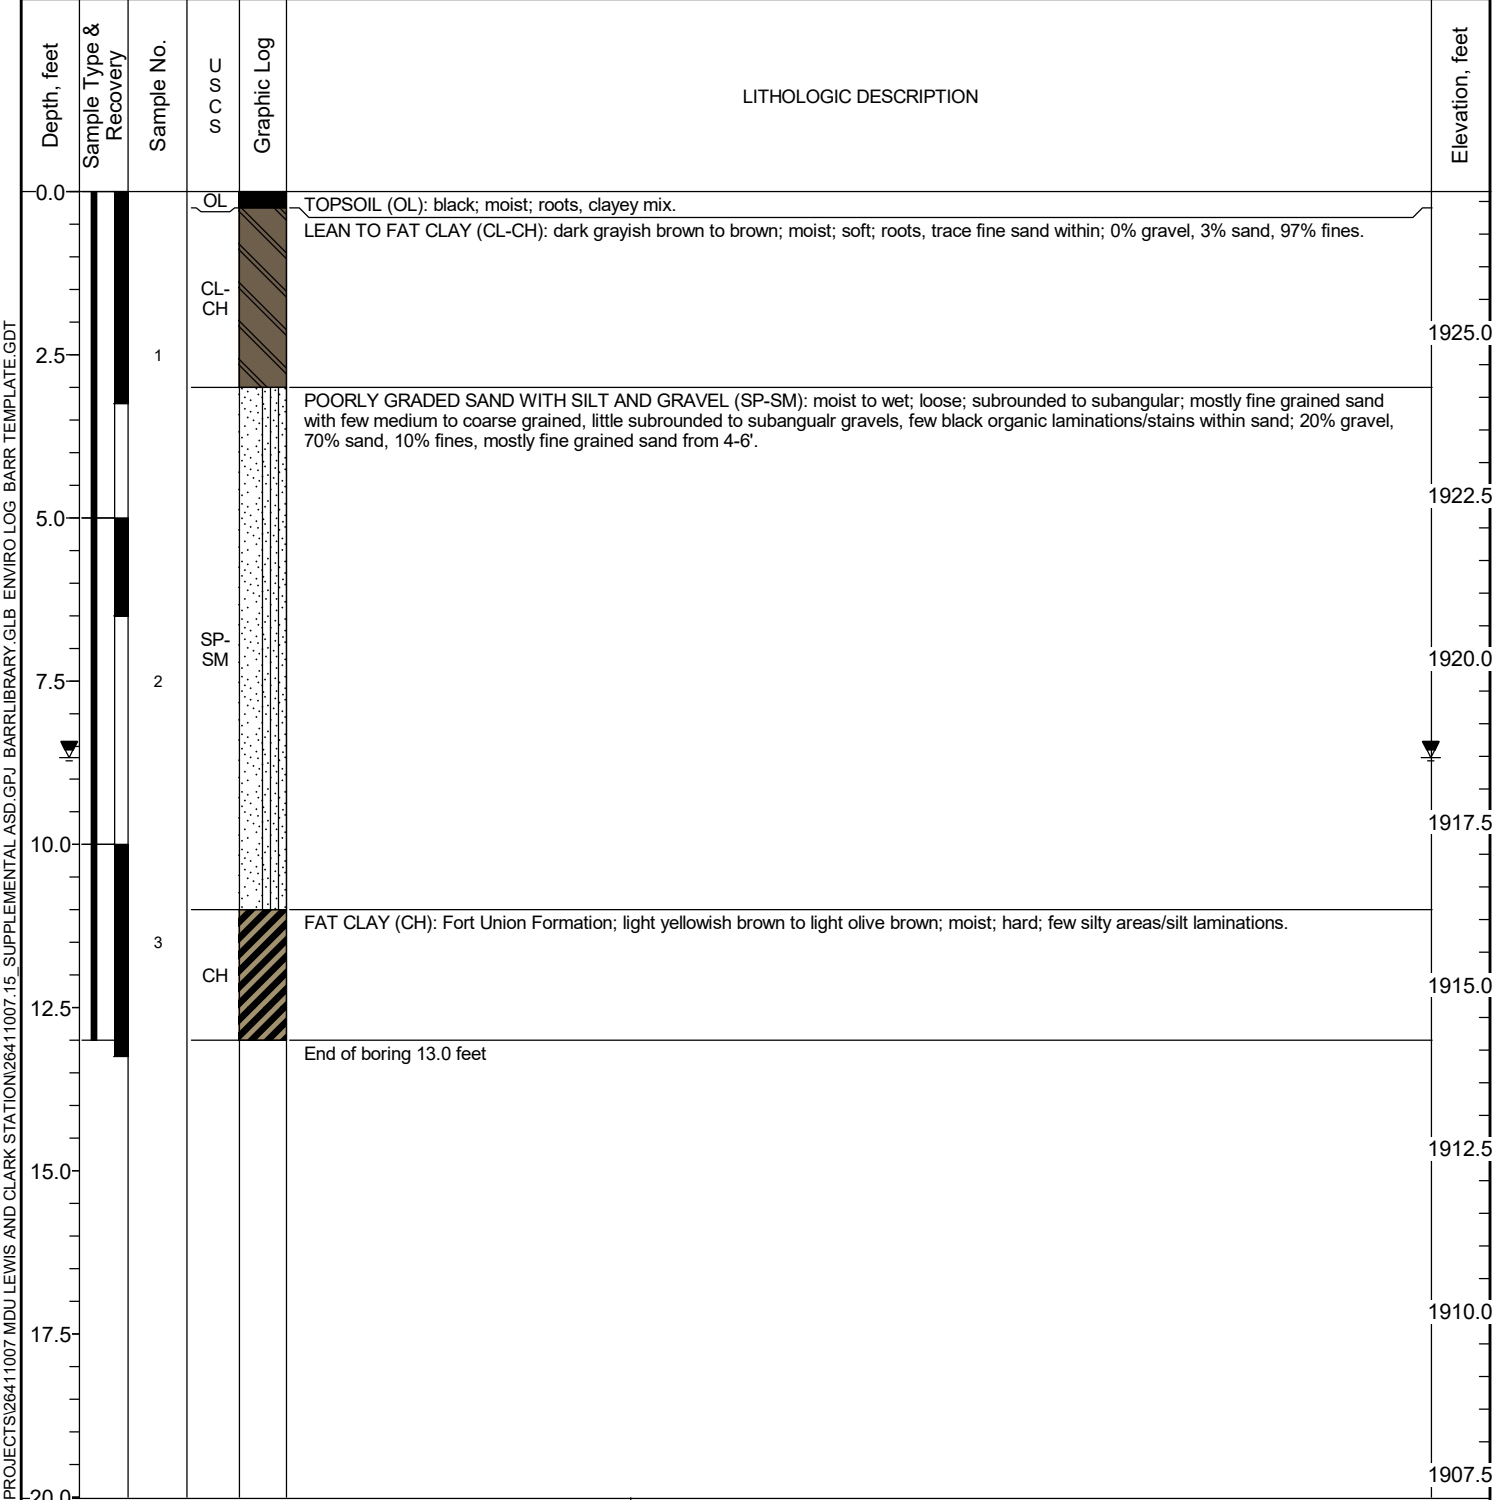 Depth, feet
Sample Type &
Recovery
Sample No.
U
S
C
S
Graphic Log
LITHOLOGIC DESCRIPTION
Elevation, feet
0.0
OL
TOPSOIL (OL): black; moist; roots, clayey mix.
LEAN TO FAT CLAY (CL-CH): dark grayish brown to brown; moist; soft; roots, trace fine sand within; 0% gravel, 3% sand, 97% fines.
CL-
CH
1925.0
2.5
1
POORLY GRADED SAND WITH SILT AND GRAVEL (SP-SM): moist to wet; loose; subrounded to subangular; mostly fine grained sand
with few medium to coarse grained, little subrounded to subangualr gravels, few black organic laminations/stains within sand; 20% gravel,
70% sand, 10% fines, mostly fine grained sand from 4-6'.
1922.5
5.0
SP-
SM
1920.0
7.5
2
1917.5
10.0
FAT CLAY (CH): Fort Union Formation; light yellowish brown to light olive brown; moist; hard; few silty areas/silt laminations.
3
CH
1915.0
12.5
End of boring 13.0 feet
1912.5
15.0
1910.0
17.5
1907.5
20.0
PROJECTS\26411007 MDU LEWIS AND CLARK STATION\26411007.15_SUPPLEMENTAL ASD.GPJ BARRLIBRARY.GLB ENVIRO LOG BARR TEMPLATE.GDT